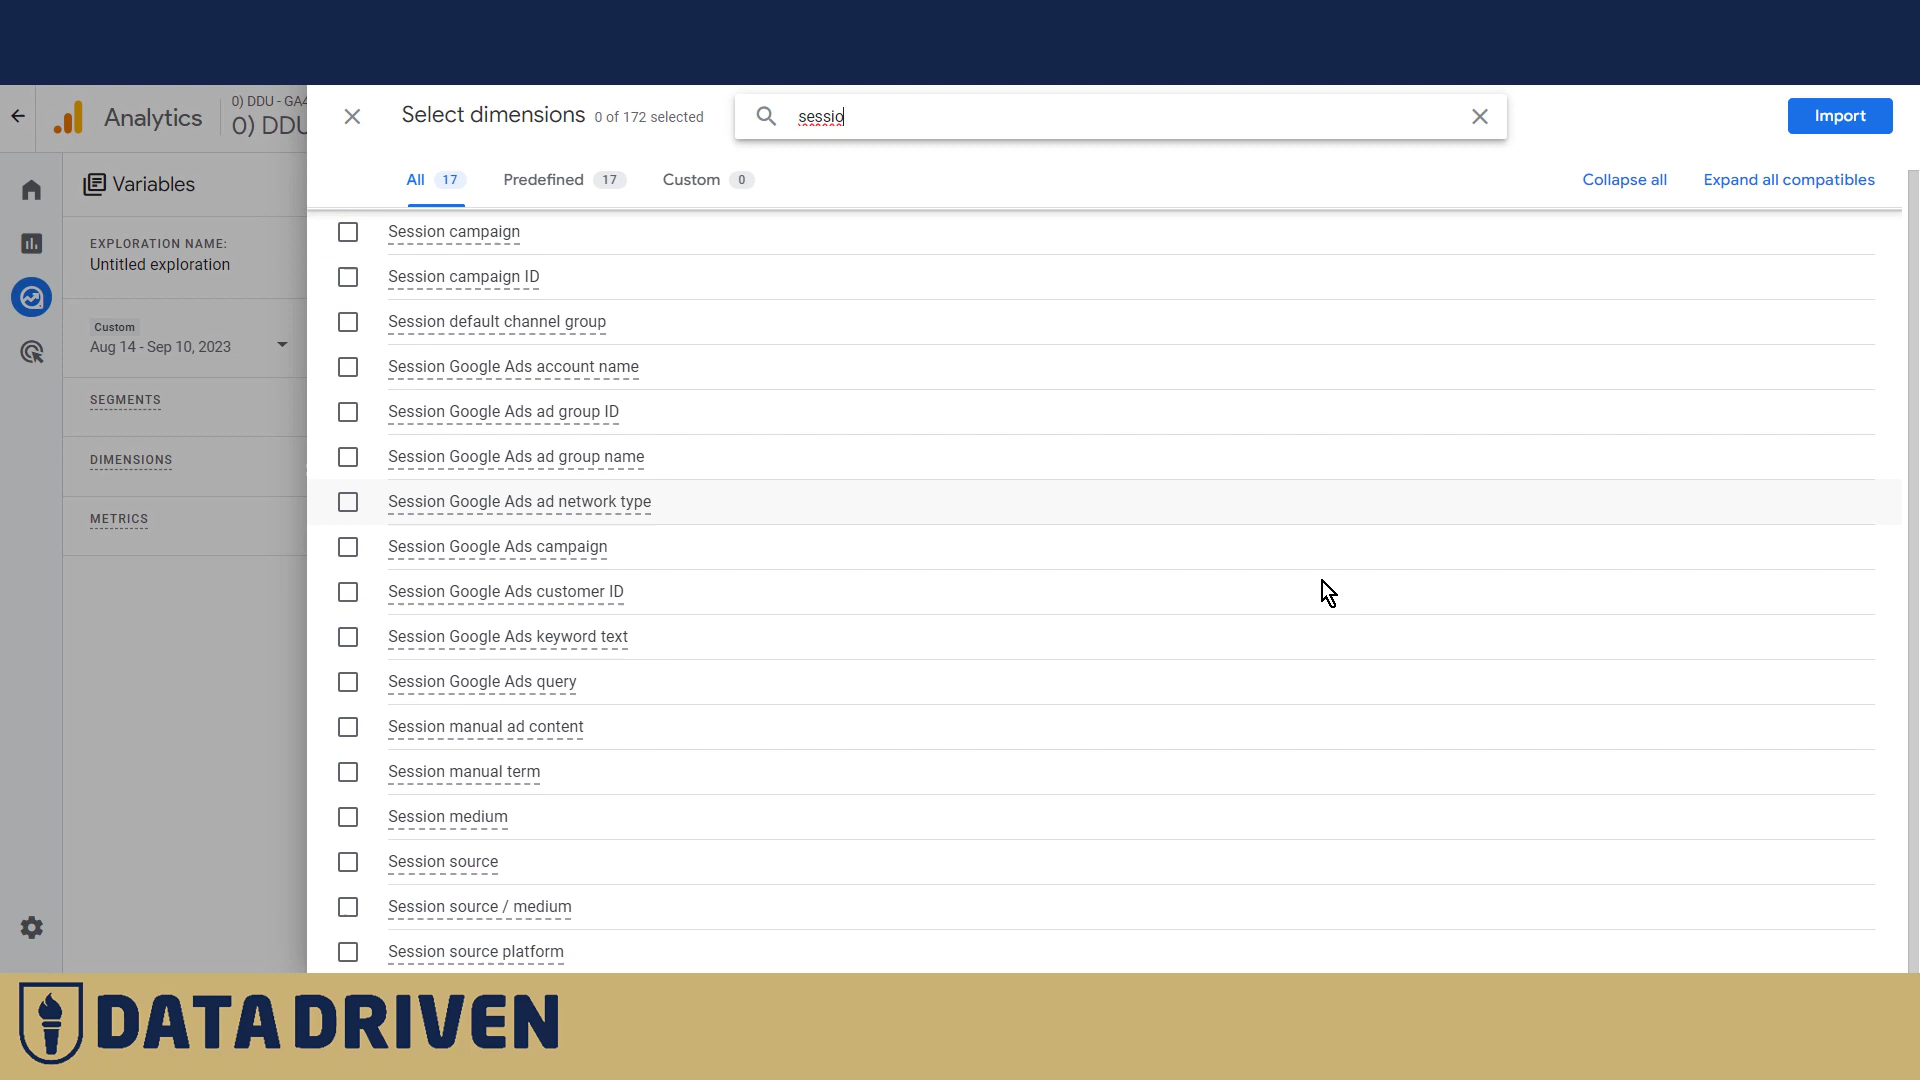 Analytics
0) DDU - GA4
0) DDU
Select dimensions 0 of 172 selected
sessio
Import
All 17
Predefined 17
Custom 0
Collapse all
Expand all compatibles
Variables
EXPLORATION NAME:
Untitled exploration
Custom
Aug 14 - Sep 10, 2023
SEGMENTS
DIMENSIONS
METRICS
Session campaign
Session campaign ID
Session default channel group
Session Google Ads account name
Session Google Ads ad group ID
Session Google Ads ad group name
Session Google Ads ad network type
Session Google Ads campaign
Session Google Ads customer ID
Session Google Ads keyword text
Session Google Ads query
Session manual ad content
Session manual term
Session medium
Session source
Session source / medium
Session source platform
DATA DRIVEN